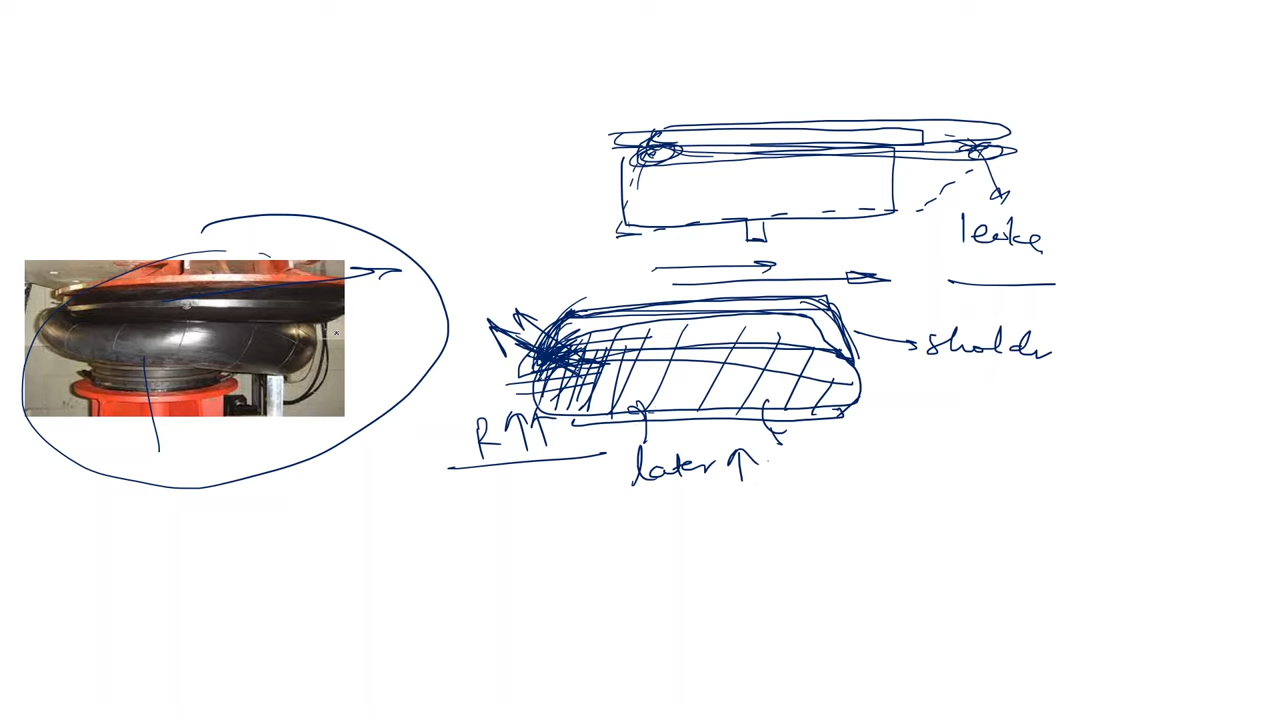 leake
sholdr
R ↑↑
later ↑